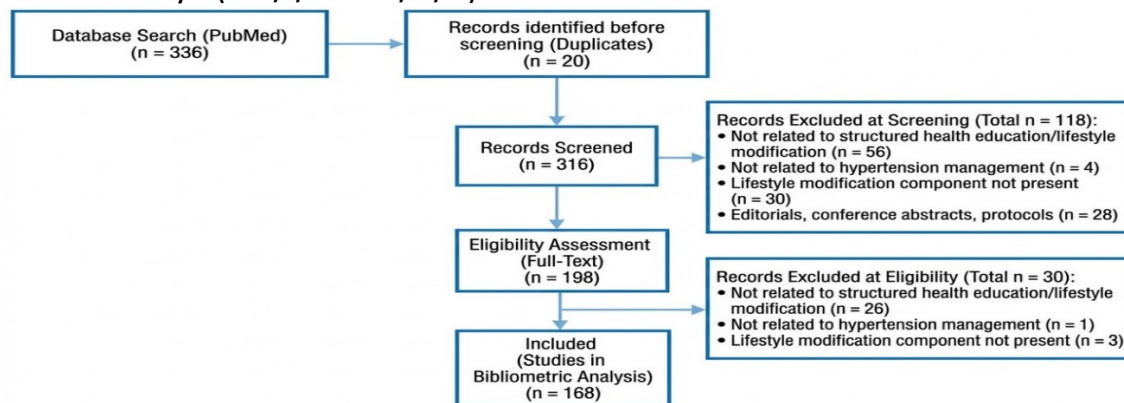 Database Search (PubMed)
(n = 336)
Records identified before
screening (Duplicates)
(n = 20)
Records Screened
(n = 316)
Records Excluded at Screening (Total n = 118):
• Not related to structured health education/lifestyle
modification (n = 56)
• Not related to hypertension management (n = 4)
• Lifestyle modification component not present
(n = 30)
• Editorials, conference abstracts, protocols (n = 28)
Eligibility Assessment
(Full-Text)
(n = 198)
Records Excluded at Eligibility (Total n = 30):
• Not related to structured health education/lifestyle
modification (n = 26)
• Not related to hypertension management (n = 1)
• Lifestyle modification component not present (n = 3)
Included
(Studies in
Bibliometric Analysis)
(n = 168)